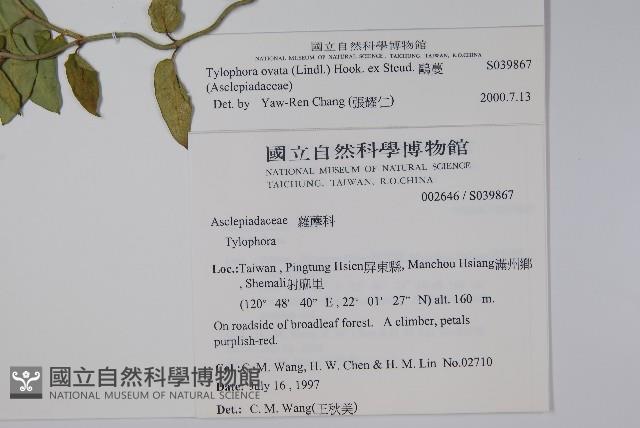 國立自然科學博物館
NATIONAL MUSEUM OF NATURAL SCIENCE, TAICHUNG, TAIWAN, R.O.CHINA
Tylophora ovata (Lindl.) Hook. ex Steud. 鷗蔓 S039867
(Asclepiadaceae)
Det. by Yaw-Ren Chang (張耀仁) 2000.7.13
國立自然科學博物館
NATIONAL MUSEUM OF NATURAL SCIENCE
TAICHUNG, TAIWAN, R.O.CHINA
002646 / S039867
Asclepiadaceae 蘿藦科
Tylophora
Loc.:Taiwan , Pingtung Hsien屏東縣, Manchou Hsiang滿州鄉
, Shemali射麻里
(120° 48' 40" E , 22° 01' 27" N) alt. 160 m.
On roadside of broadleaf forest. A climber, petals
purplish-red.
Col.: C. M. Wang, H. W. Chen & H. M. Lin No.02710
Date: July 16 , 1997
Det.: C. M. Wang(王秋美)
國立自然科學博物館
NATIONAL MUSEUM OF NATURAL SCIENCE